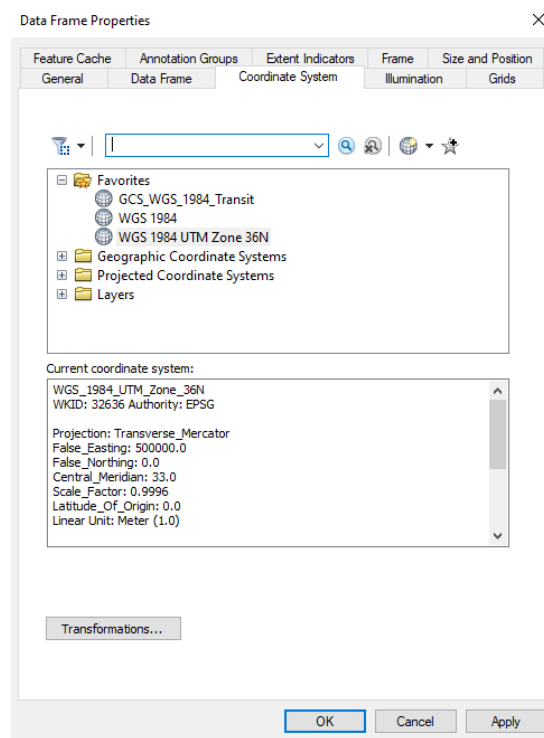 Data Frame Properties
Feature Cache Annotation Groups Extent Indicators Frame Size and Position
General Data Frame Coordinate System Illumination Grids
Favorites
GCS_WGS_1984_Transit
WGS 1984
WGS 1984 UTM Zone 36N
Geographic Coordinate Systems
Projected Coordinate Systems
Layers
Current coordinate system:
WGS_1984_UTM_Zone_36N
WKID: 32636 Authority: EPSG
Projection: Transverse_Mercator
False_Easting: 500000.0
False_Northing: 0.0
Central_Meridian: 33.0
Scale_Factor: 0.9996
Latitude_Of_Origin: 0.0
Linear Unit: Meter (1.0)
Transformations...
OK Cancel Apply